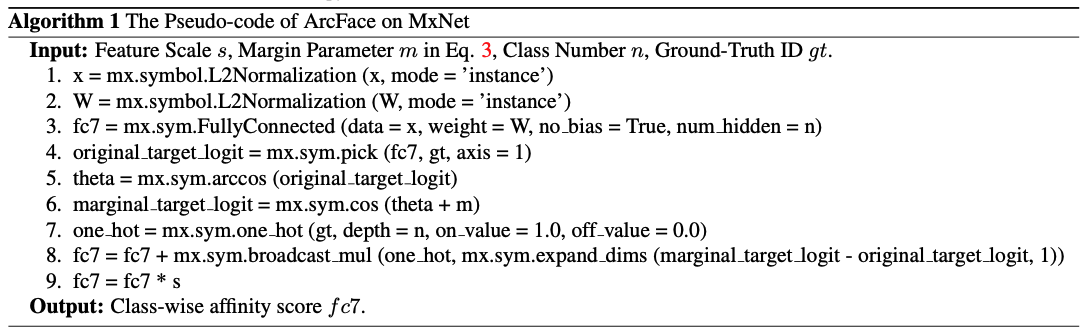 Algorithm 1 The Pseudo-code of ArcFace on MxNet
Input: Feature Scale s, Margin Parameter m in Eq. 3, Class Number n, Ground-Truth ID gt.
1. x = mx.symbol.L2Normalization (x, mode = 'instance')
2. W = mx.symbol.L2Normalization (W, mode = 'instance')
3. fc7 = mx.sym.FullyConnected (data = x, weight = W, no_bias = True, num_hidden = n)
4. original_target_logit = mx.sym.pick (fc7, gt, axis = 1)
5. theta = mx.sym.arccos (original_target_logit)
6. marginal_target_logit = mx.sym.cos (theta + m)
7. one_hot = mx.sym.one_hot (gt, depth = n, on_value = 1.0, off_value = 0.0)
8. fc7 = fc7 + mx.sym.broadcast_mul (one_hot, mx.sym.expand_dims (marginal_target_logit - original_target_logit, 1))
9. fc7 = fc7 * s
Output: Class-wise affinity score fc7.